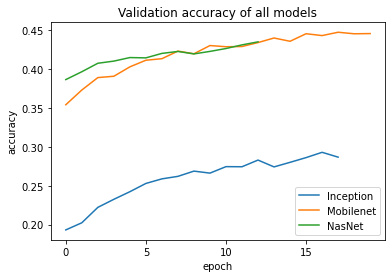 Validation accuracy of all models
0.45
0.40
0.35
0.30
0.25
0.20
accuracy
0
5
10
15
epoch
Inception
Mobilenet
NasNet